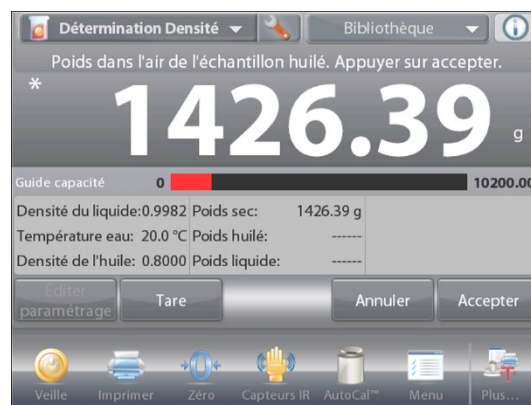 Détermination Densité Bibliothèque
Poids dans l'air de l'échantillon huilé. Appuyer sur accepter.
* 1426.39 g
Guide capacité 0 10200.00
Densité du liquide:0.9982 Poids sec: 1426.39 g
Température eau: 20.0 °C Poids huilé: ------
Densité de l'huile: 0.8000 Poids liquide: ------
Editer paramétrage Tare Annuler Accepter
Veille Imprimer Zéro Capteurs IR AutoCal™ Menu Plus...